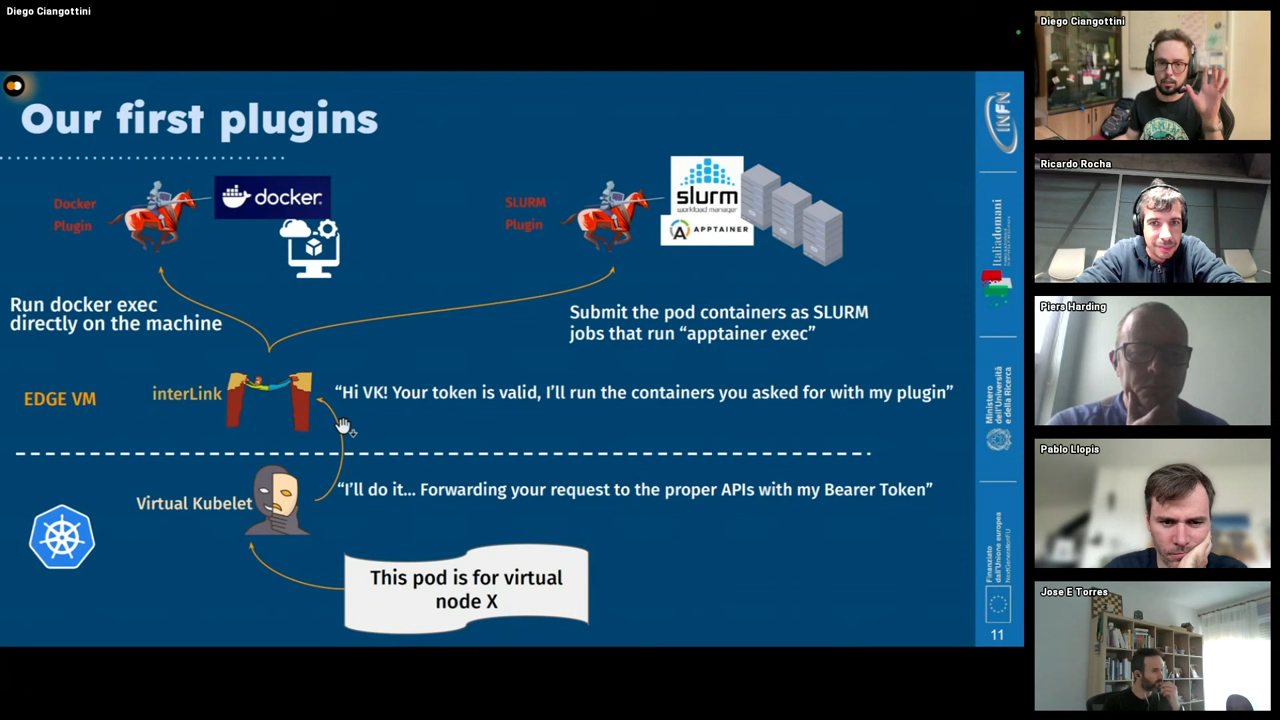 Diego Ciangottini
Our first plugins
Docker
Plugin
docker
SLURM
Plugin
slurm
workload manager
APPTAINER
Run docker exec
directly on the machine
Submit the pod containers as SLURM
jobs that run “apptainer exec”
EDGE VM
interLink
“Hi VK! Your token is valid, I’ll run the containers you asked for with my plugin”
Virtual Kubelet
“I’ll do it... Forwarding your request to the proper APIs with my Bearer Token”
This pod is for virtual
node X
INFN
Italiadomani
Ministero
dell'Università
e della Ricerca
Finanziato
dall'Unione europea
NextGenerationEU
11
Diego Ciangottini
Ricardo Rocha
Piers Harding
Pablo Llopis
Jose E Torres